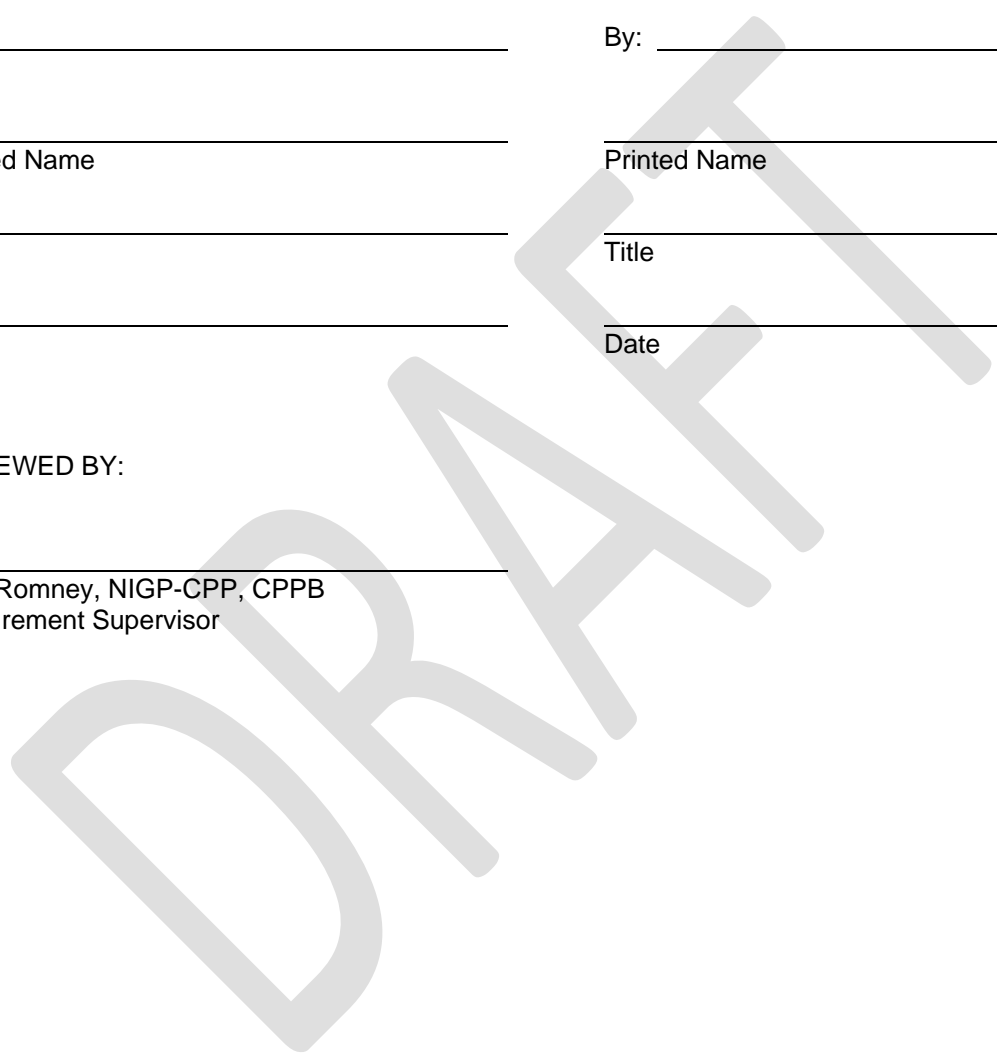 By:
ed Name
Printed Name
Title
Date
EWED BY:
Romney, NIGP-CPP, CPPB
rement Supervisor
DRAFT